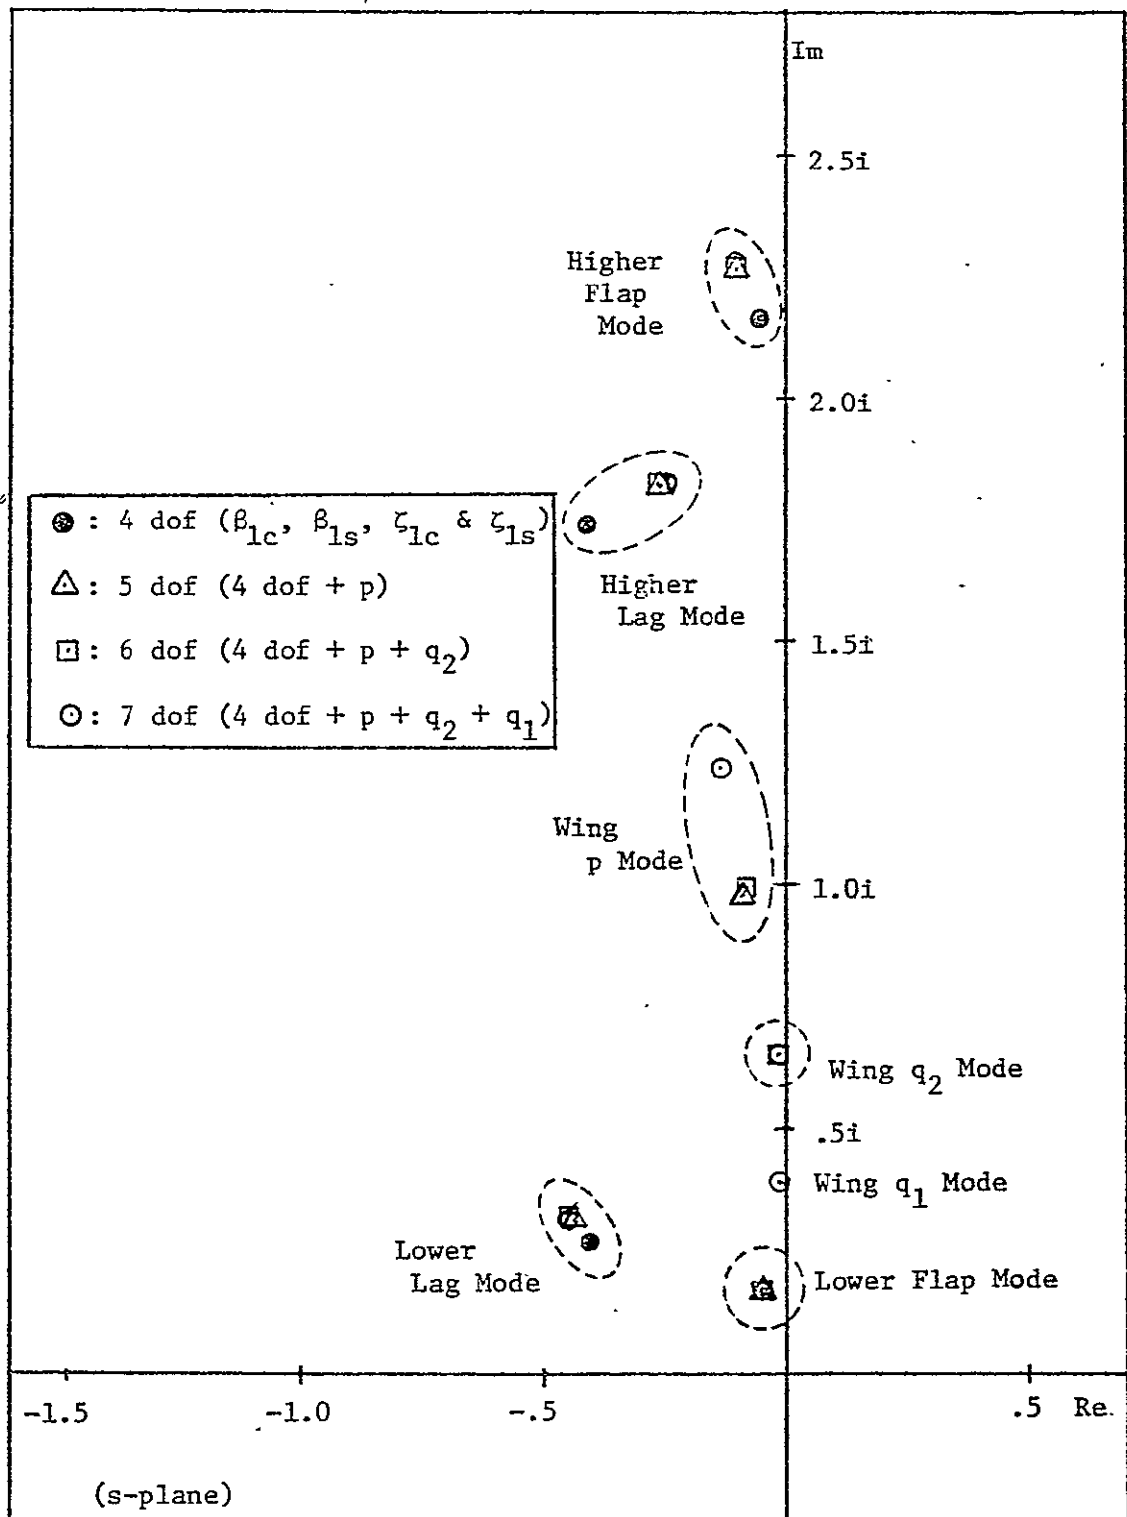 Im
2.5i
Higher
Flap
Mode
2.0i
● : 4 dof (β1c, β1s, ζ1c & ζ1s)
△ : 5 dof (4 dof + p)
⊡ : 6 dof (4 dof + p + q2)
⊙ : 7 dof (4 dof + p + q2 + q1)
Higher
Lag Mode
1.5i
Wing
p Mode
1.0i
Wing q2 Mode
.5i
Wing q1 Mode
Lower
Lag Mode
Lower Flap Mode
-1.5 -1.0 -.5 .5 Re.
(s-plane)